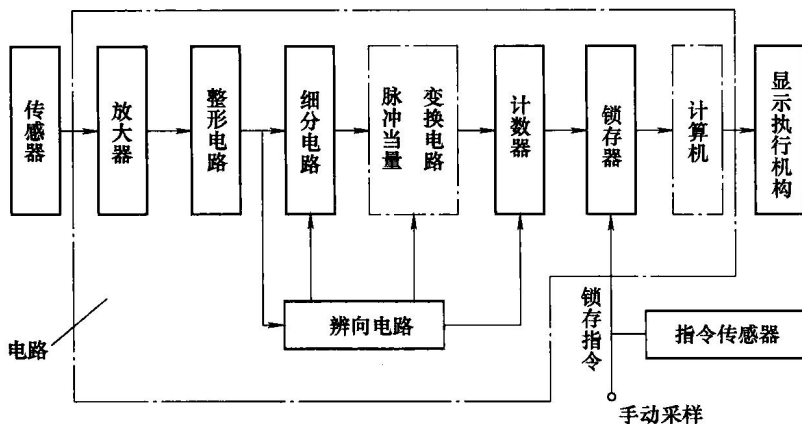 传感器
放大器
整形电路
细分电路
脉冲当量
变换电路
计数器
锁存器
计算机
显示执行机构
辨向电路
锁存指令
指令传感器
电路
手动采样